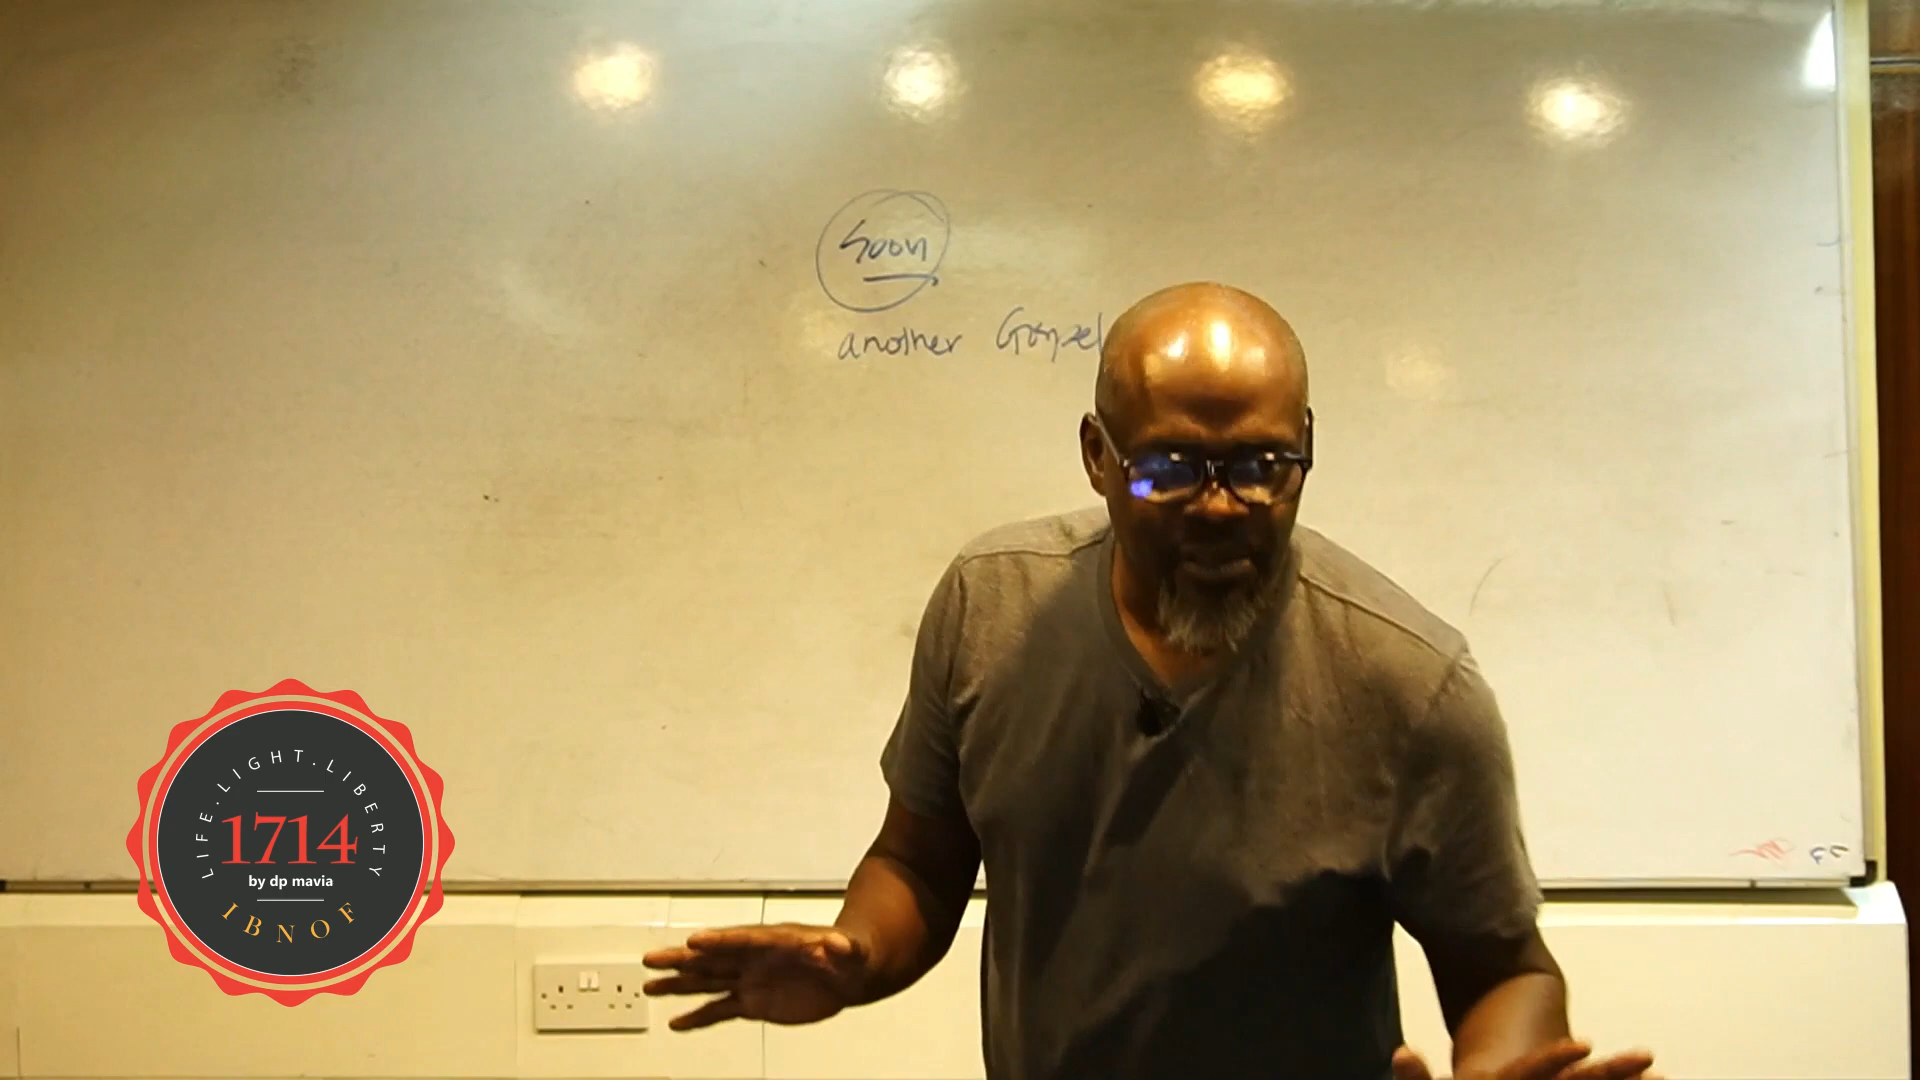 Soon
another Gospel
LIFE.LIGHT.LIBERTY
1714
by dp mavia
IBNOF